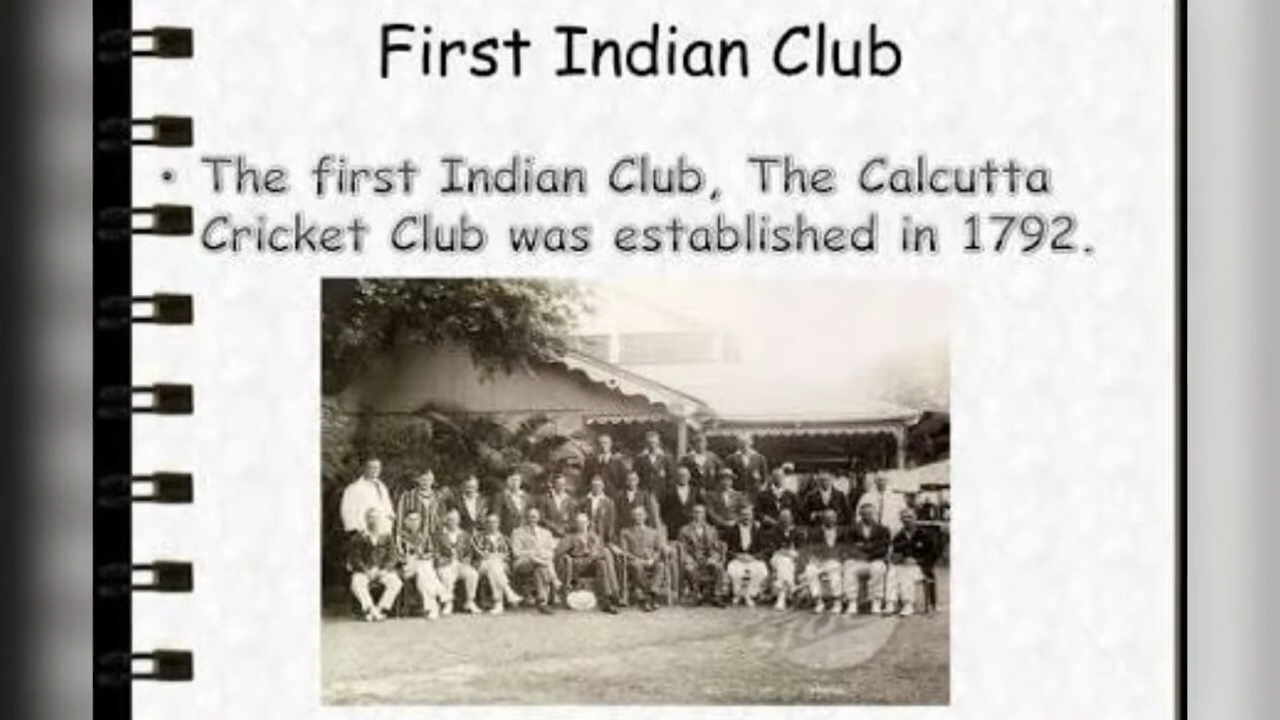 First Indian Club
• The first Indian Club, The Calcutta
Cricket Club was established in 1792.